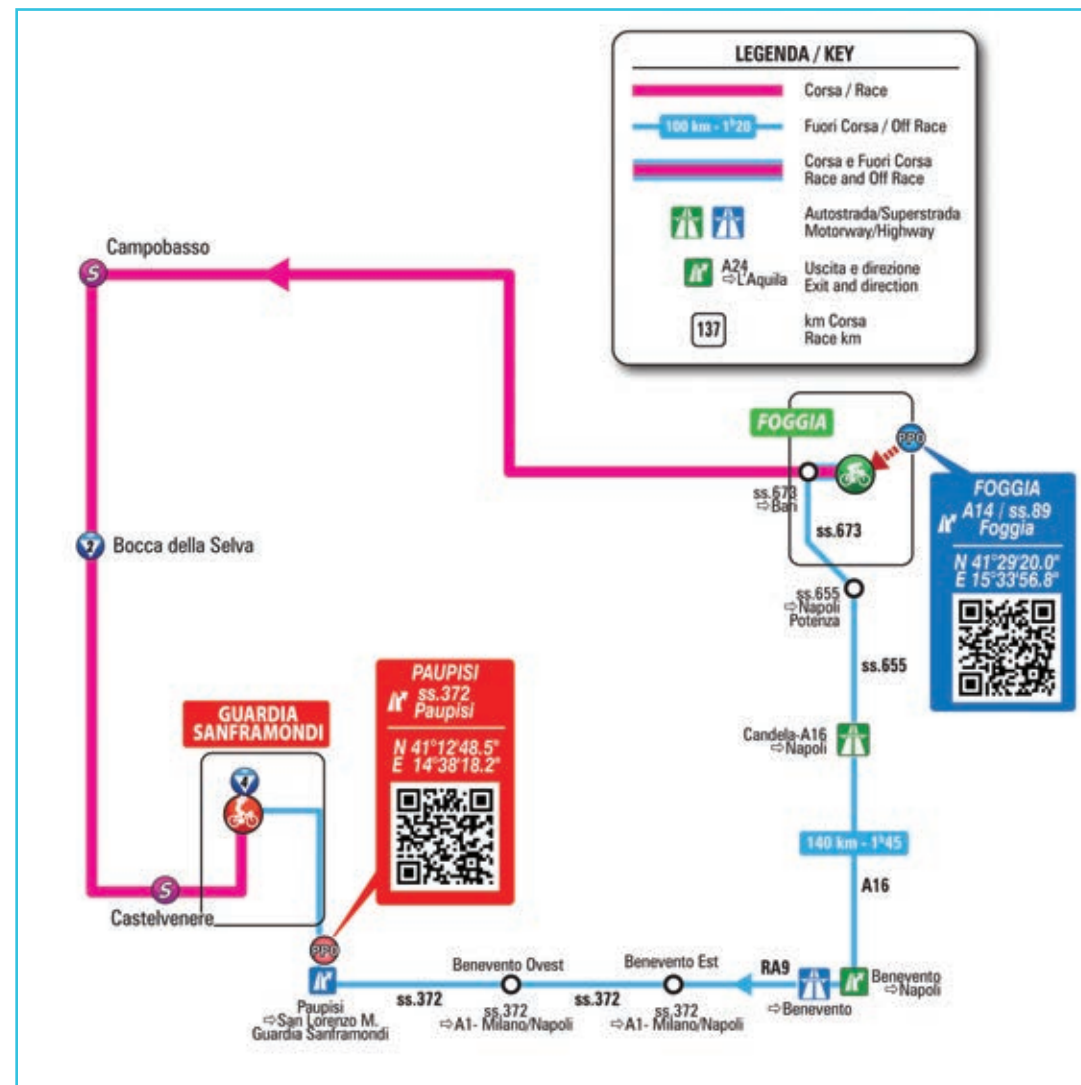 LEGENDA / KEY
Corsa / Race
100 km - 1ʰ20
Fuori Corsa / Off Race
Corsa e Fuori Corsa
Race and Off Race
Autostrada/Superstrada
Motorway/Highway
A24
⇨L'Aquila
Uscita e direzione
Exit and direction
137
km Corsa
Race km
Campobasso
S
FOGGIA
PPO
ss.673
⇨Bari
ss.673
FOGGIA
A14 / ss.89
Foggia
N 41°29'20.0"
E 15°33'56.8"
2
Bocca della Selva
ss.655
⇨Napoli
Potenza
ss.655
PAUPISI
ss.372
Paupisi
N 41°12'48.5"
E 14°38'18.2"
GUARDIA
SANFRAMONDI
4
Candela-A16
⇨Napoli
140 km - 1ʰ45
A16
S
Castelvenere
PPO
Paupisi
⇨San Lorenzo M.
Guardia Sanframondi
ss.372
Benevento Ovest
ss.372
⇨A1- Milano/Napoli
ss.372
Benevento Est
ss.372
⇨A1- Milano/Napoli
RA9
⇨Benevento
Benevento
⇨Napoli